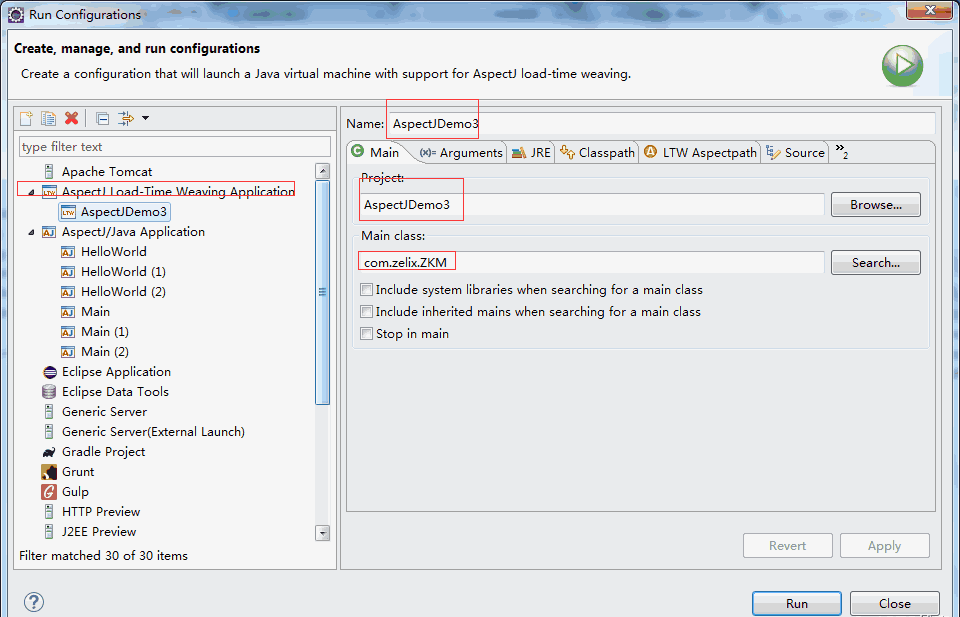 Run Configurations
Create, manage, and run configurations
Create a configuration that will launch a Java virtual machine with support for AspectJ load-time weaving.
type filter text
Apache Tomcat
AspectJ Load-Time Weaving Application
AspectJDemo3
AspectJ/Java Application
HelloWorld
HelloWorld (1)
HelloWorld (2)
Main
Main (1)
Main (2)
Eclipse Application
Eclipse Data Tools
Generic Server
Generic Server(External Launch)
Gradle Project
Grunt
Gulp
HTTP Preview
J2EE Preview
Filter matched 30 of 30 items
Name: AspectJDemo3
Main (x)= Arguments JRE Classpath LTW Aspectpath Source »2
Project:
AspectJDemo3 Browse...
Main class:
com.zelix.ZKM Search...
Include system libraries when searching for a main class
Include inherited mains when searching for a main class
Stop in main
Revert Apply
? Run Close